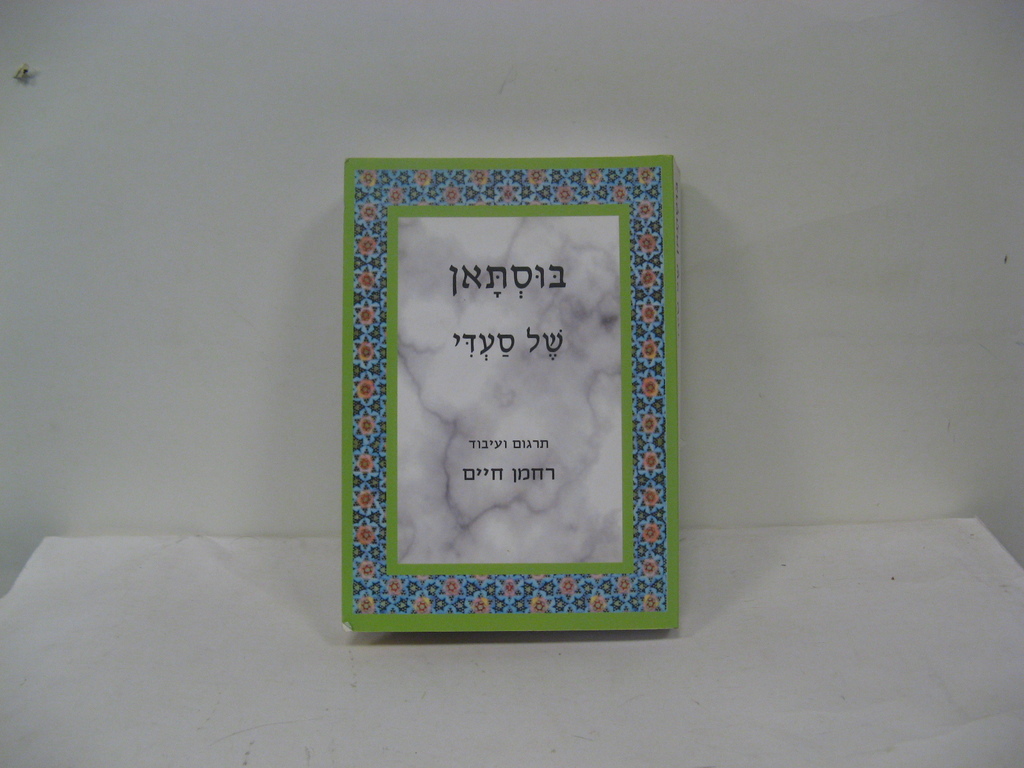 בּוּסְתָּאן
שֶׁל סַעְדִי
תרגום ועיבוד
רחמן חיים